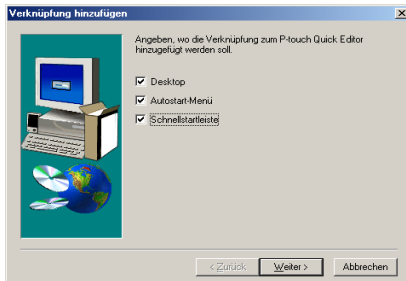 Verknüpfung hinzufügen
Angeben, wo die Verknüpfung zum P-touch Quick Editor
hinzugefügt werden soll.
Desktop
Autostart-Menü
Schnellstartleiste
< Zurück
Weiter >
Abbrechen